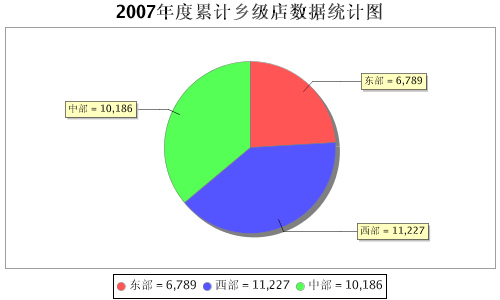 2007年度累计乡级店数据统计图
东部 = 6,789
中部 = 10,186
西部 = 11,227
东部 = 6,789 西部 = 11,227 中部 = 10,186